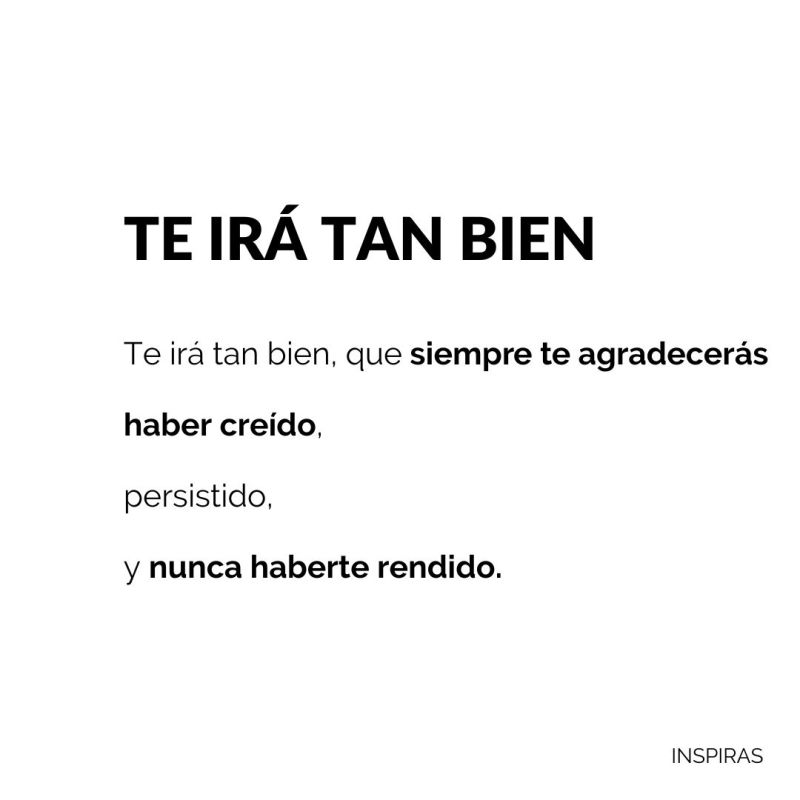 TE IRÁ TAN BIEN
Te irá tan bien, que siempre te agradecerás
haber creído,
persistido,
y nunca haberte rendido.
INSPIRAS